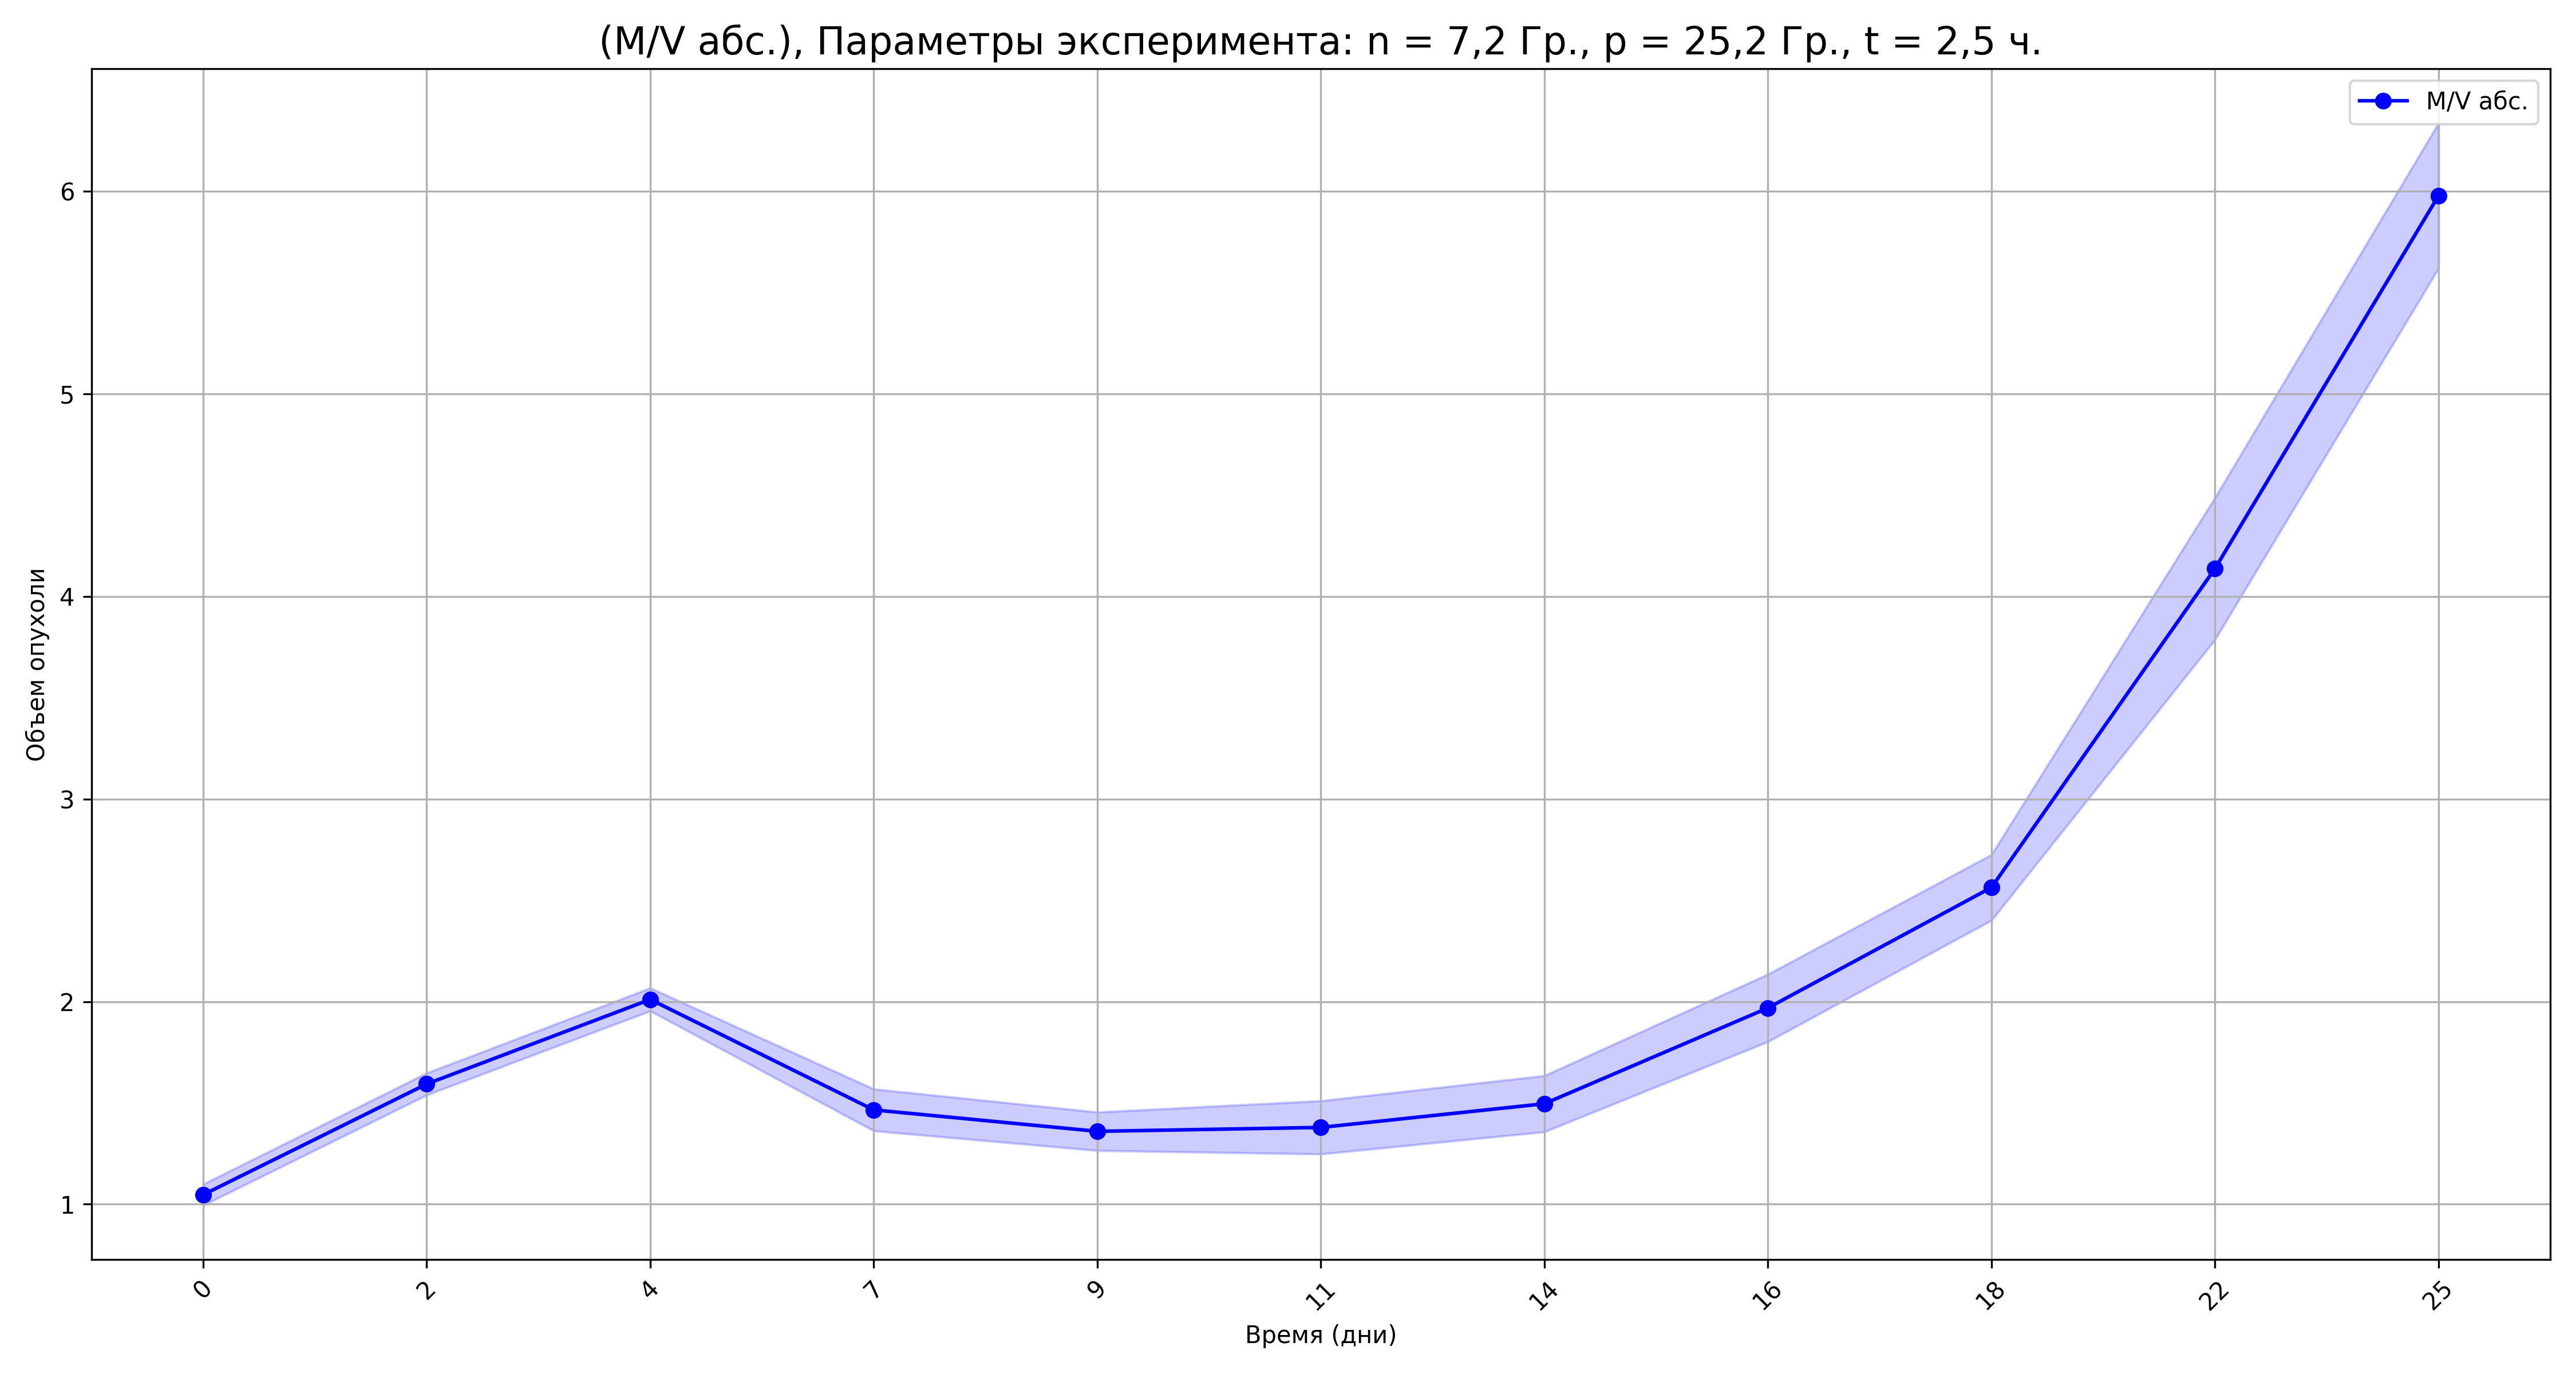 (M/V абс.), Параметры эксперимента: n = 7,2 Гр., p = 25,2 Гр., t = 2,5 ч.
M/V абс.
Объем опухоли
6
5
4
3
2
1
0 2 4 7 9 11 14 16 18 22 25
Время (дни)